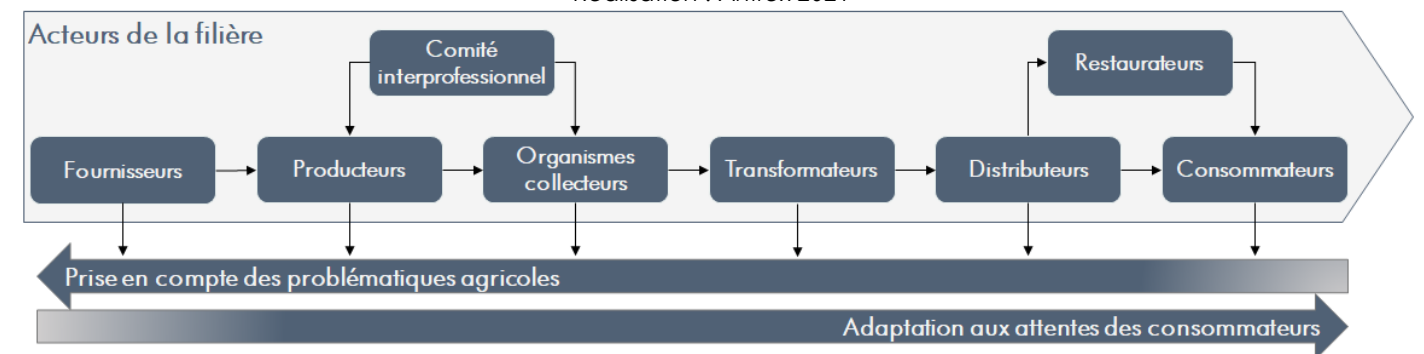 Acteurs de la filière
Comité
interprofessionnel
Restaurateurs
Fournisseurs
Producteurs
Organismes
collecteurs
Transformateurs
Distributeurs
Consommateurs
Prise en compte des problématiques agricoles
Adaptation aux attentes des consommateurs